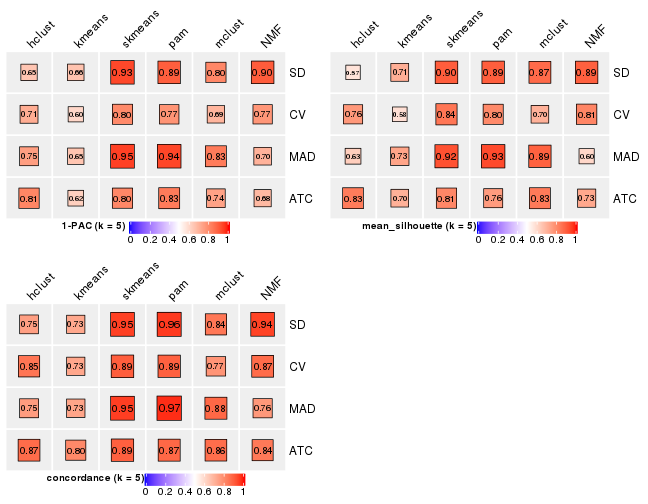 hclust kmeans skmeans pam mclust NMF
0.65 0.66 0.93 0.89 0.80 0.90 SD
0.71 0.60 0.80 0.77 0.69 0.77 CV
0.75 0.65 0.95 0.94 0.83 0.70 MAD
0.81 0.62 0.80 0.83 0.74 0.68 ATC
1-PAC (k = 5)
0 0.2 0.4 0.6 0.8 1
hclust kmeans skmeans pam mclust NMF
0.57 0.71 0.90 0.89 0.87 0.89 SD
0.76 0.58 0.84 0.80 0.70 0.81 CV
0.63 0.73 0.92 0.93 0.89 0.60 MAD
0.83 0.70 0.81 0.76 0.83 0.73 ATC
mean_silhouette (k = 5)
0 0.2 0.4 0.6 0.8 1
hclust kmeans skmeans pam mclust NMF
0.75 0.73 0.95 0.96 0.84 0.94 SD
0.85 0.73 0.89 0.89 0.77 0.87 CV
0.75 0.73 0.95 0.97 0.88 0.76 MAD
0.87 0.80 0.89 0.87 0.86 0.84 ATC
concordance (k = 5)
0 0.2 0.4 0.6 0.8 1